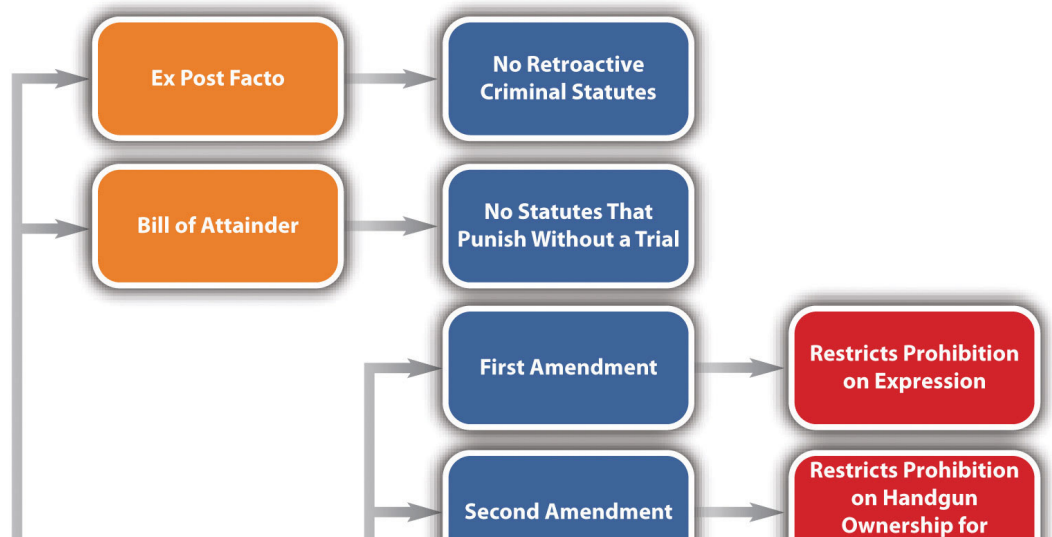 Ex Post Facto
No Retroactive
Criminal Statutes
Bill of Attainder
No Statutes That
Punish Without a Trial
First Amendment
Restricts Prohibition
on Expression
Second Amendment
Restricts Prohibition
on Handgun
Ownership for